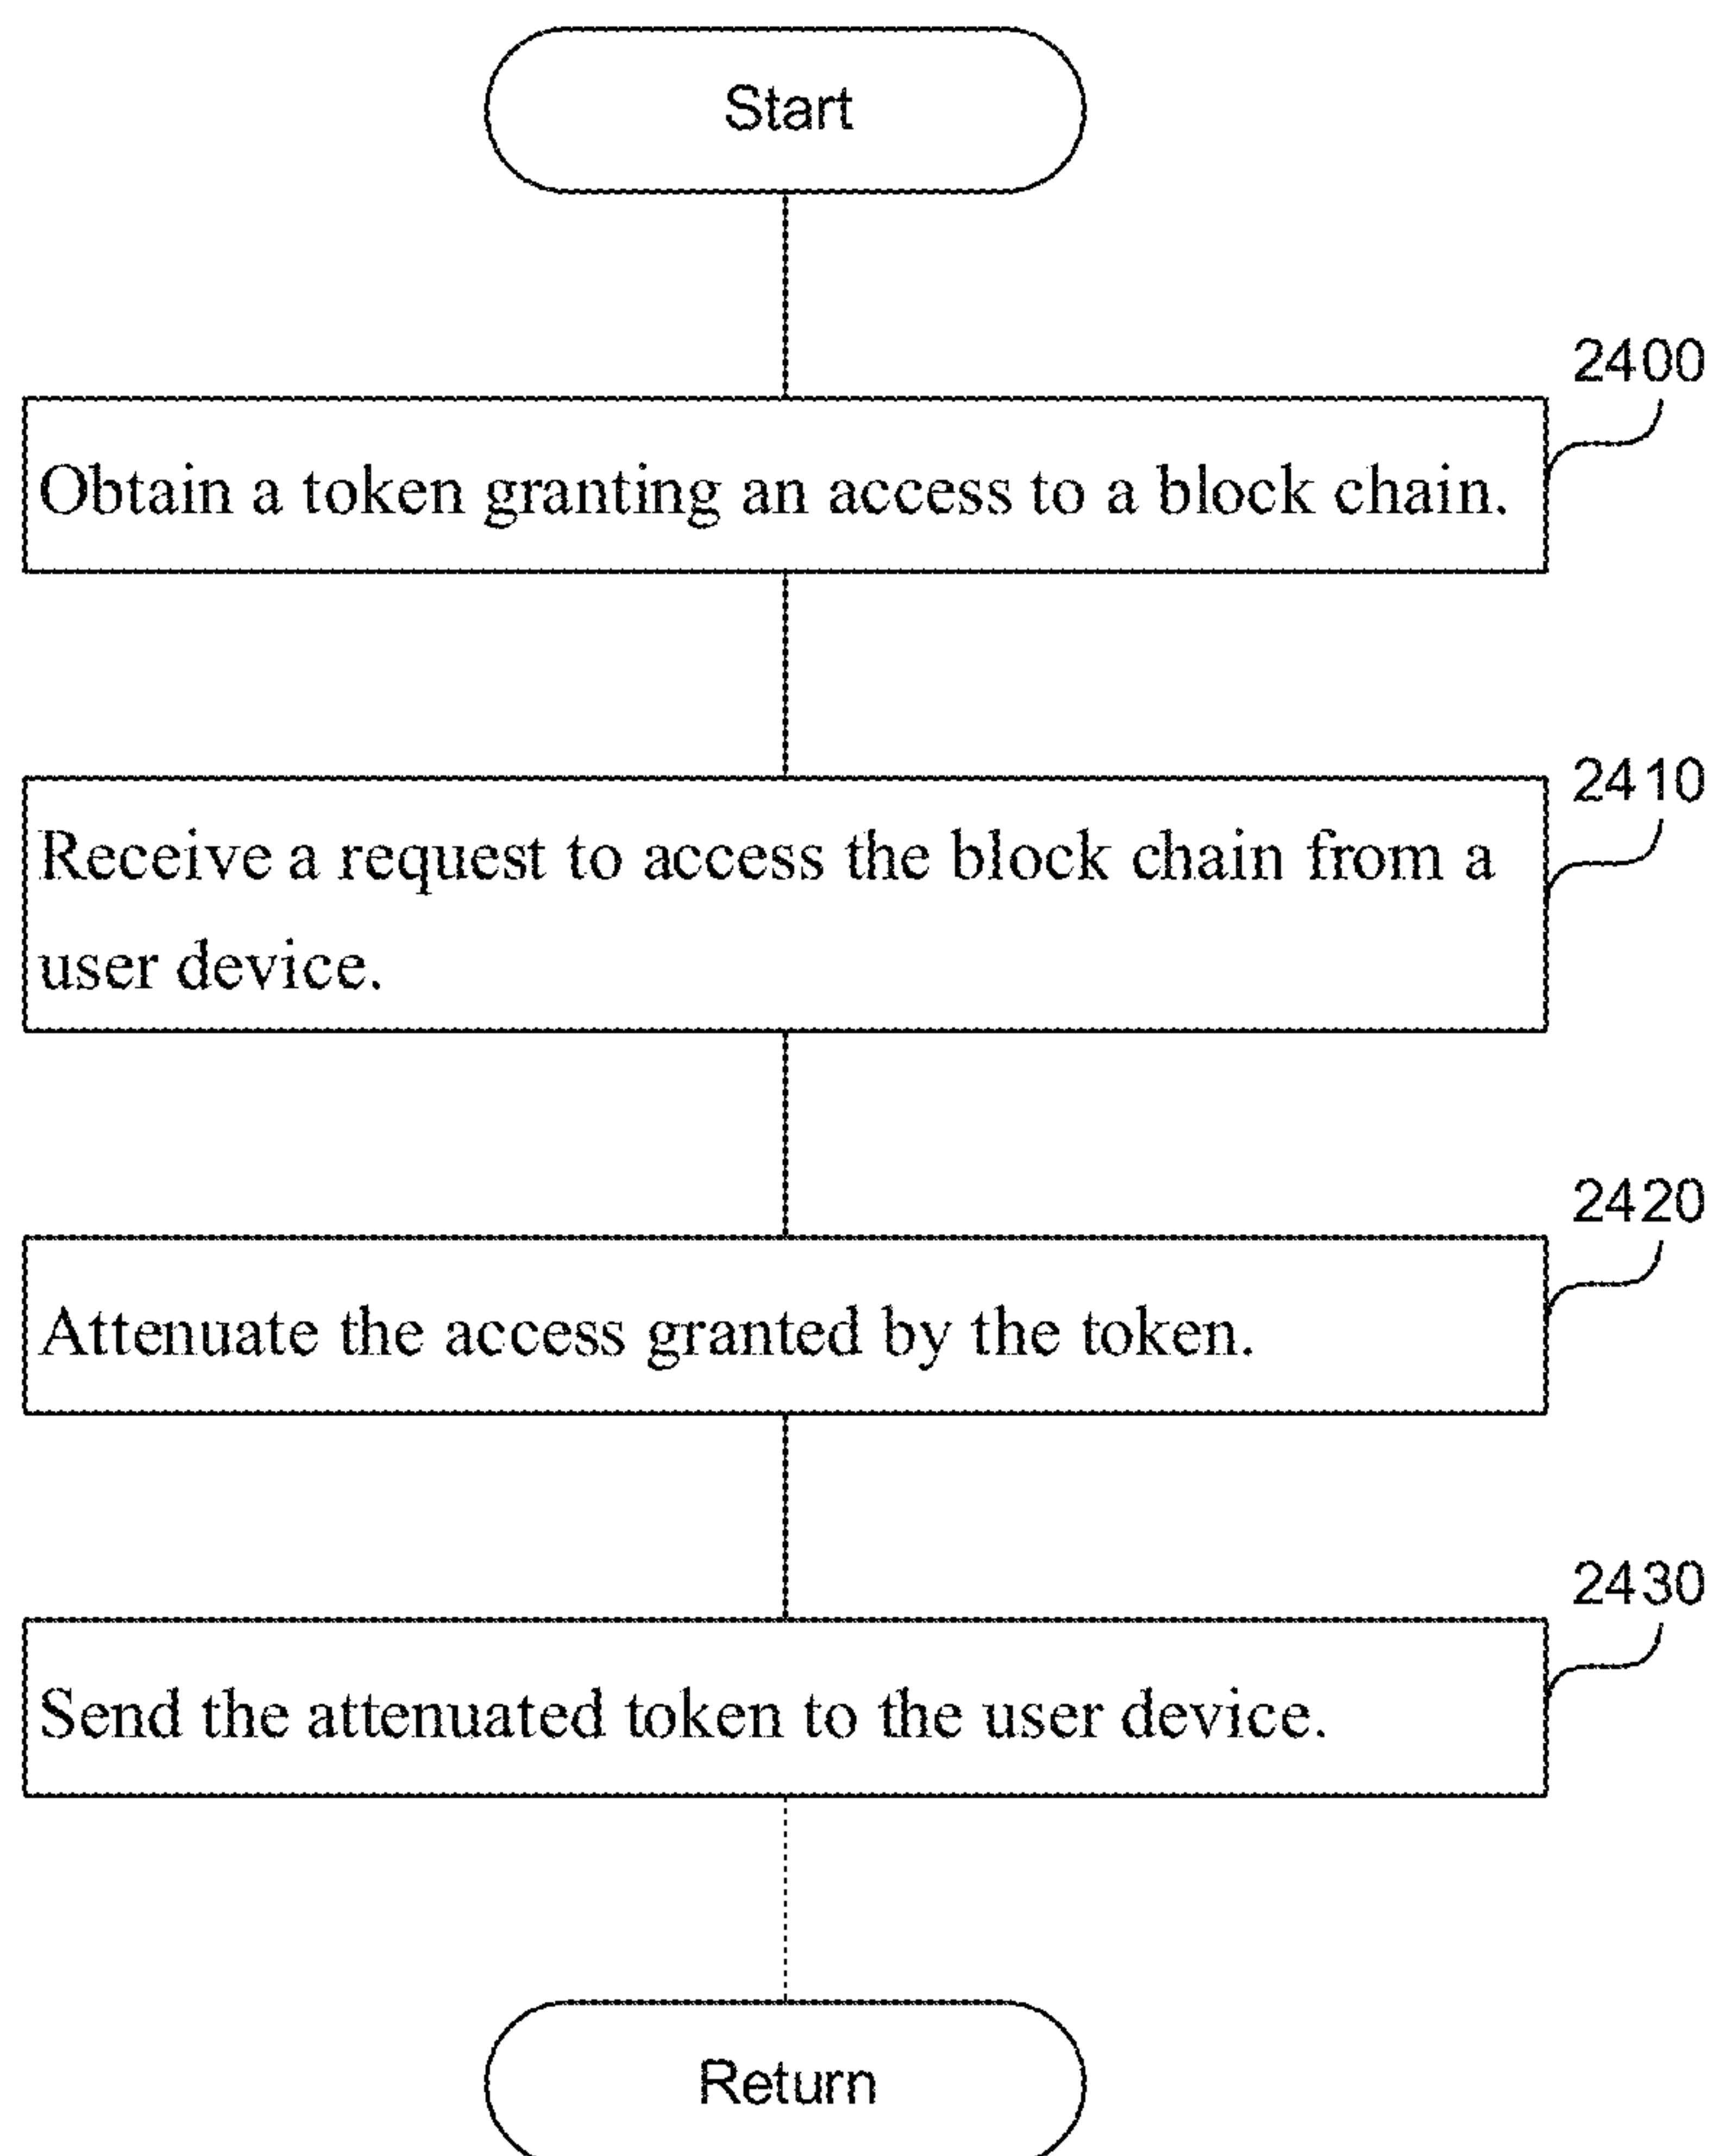 Start
2400
Obtain a token granting an access to a block chain.
2410
Receive a request to access the block chain from a
user device.
2420
Attenuate the access granted by the token.
2430
Send the attenuated token to the user device.
Return